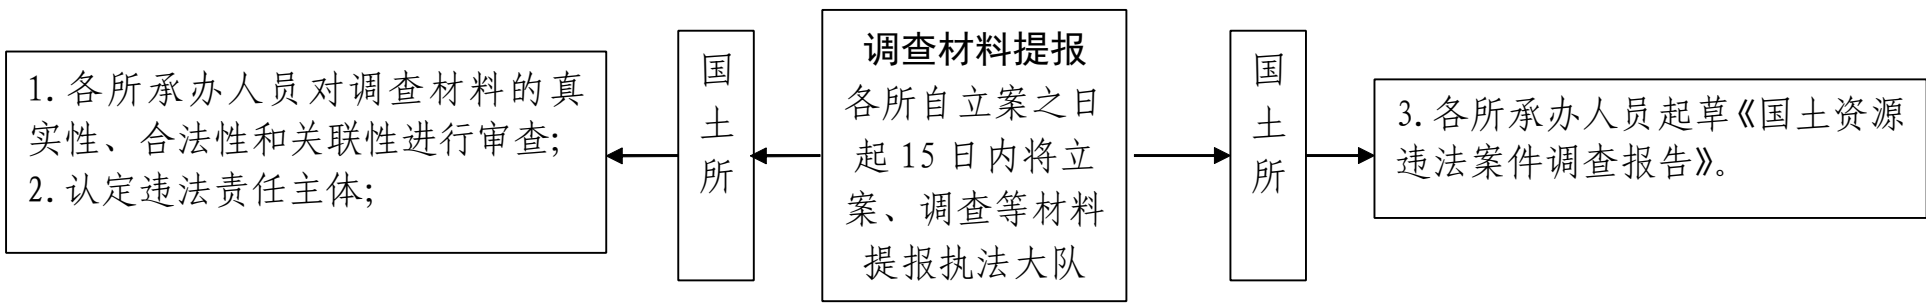 1.各所承办人员对调查材料的真
实性、合法性和关联性进行审查;
2.认定违法责任主体;
国
土
所
调查材料提报
各所自立案之日
起 15 日内将立
案、调查等材料
提报执法大队
国
土
所
3.各所承办人员起草《国土资源
违法案件调查报告》。